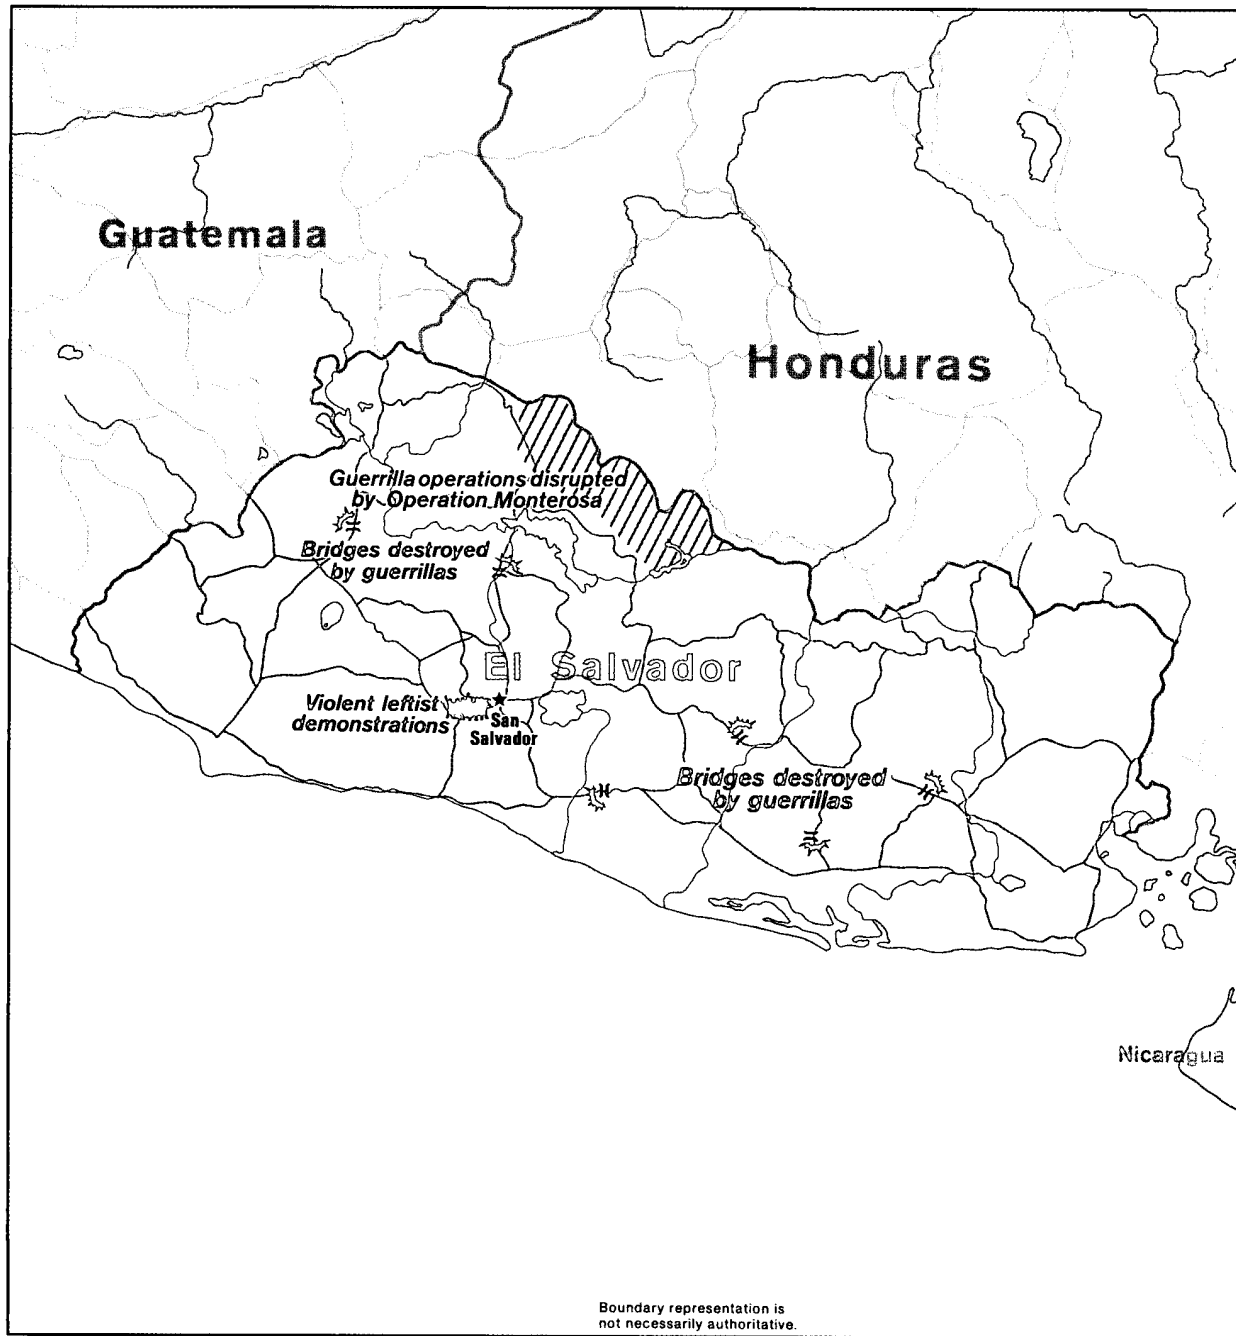 Guatemala
Honduras
Guerrilla operations disrupted
by Operation Monterosa
Bridges destroyed
by guerrillas
El Salvador
Violent leftist
demonstrations
San
Salvador
Bridges destroyed
by guerrillas
Nicaragua
Boundary representation is
not necessarily authoritative.